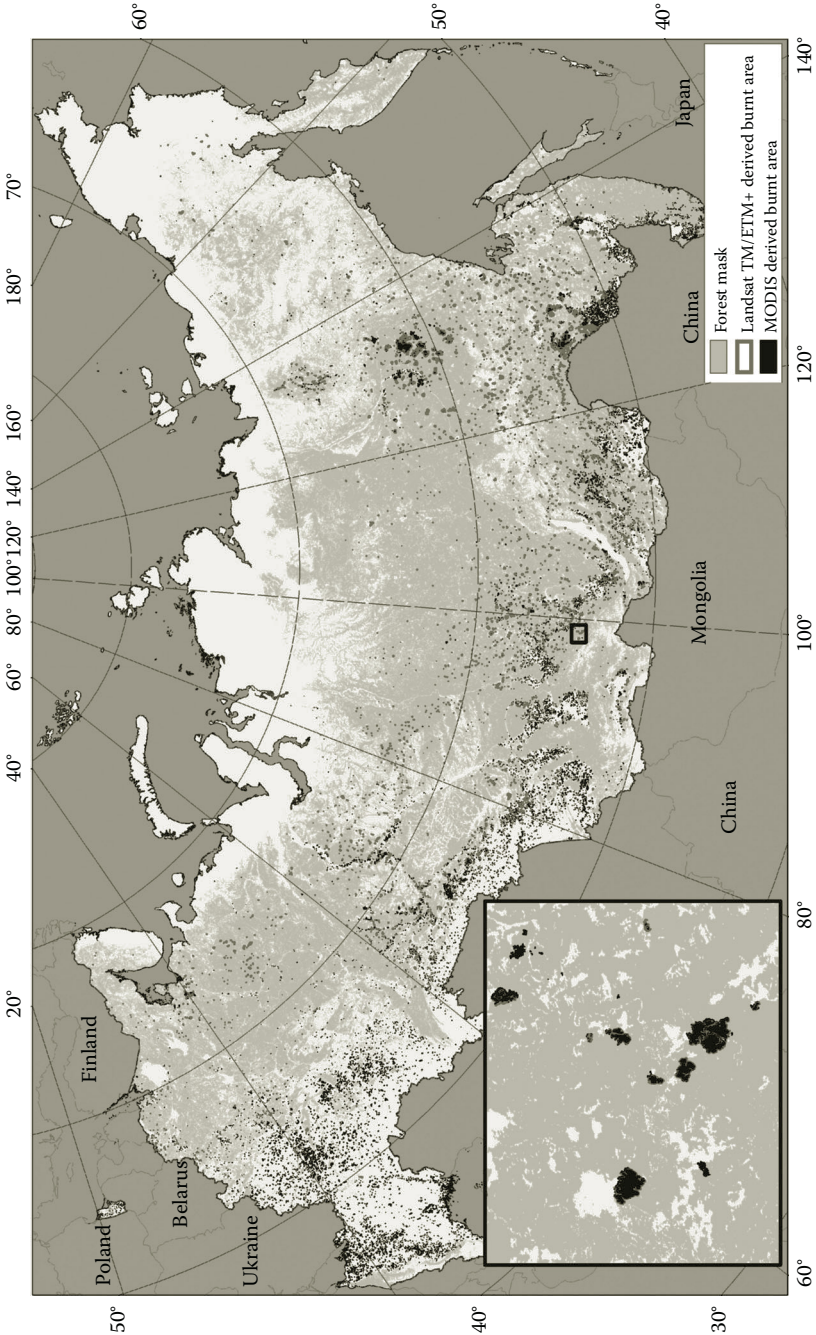 20°
40°
60°
80°
100°
120°
140°
160°
180°
70°
60°
50°
40°
50°
40°
30°
60°
80°
100°
120°
140°
Finland
Poland
Belarus
Ukraine
China
Mongolia
China
Japan
Forest mask
Landsat TM/ETM+ derived burnt area
MODIS derived burnt area